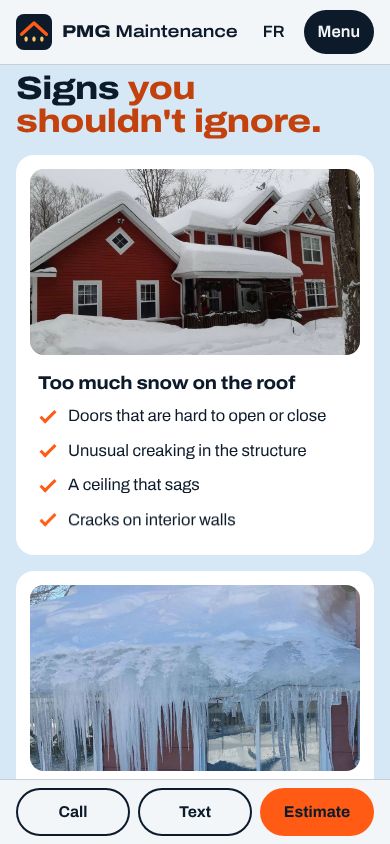 PMG Maintenance
FR
Menu
Signs you
shouldn't ignore.
Too much snow on the roof
Doors that are hard to open or close
Unusual creaking in the structure
A ceiling that sags
Cracks on interior walls
Call
Text
Estimate